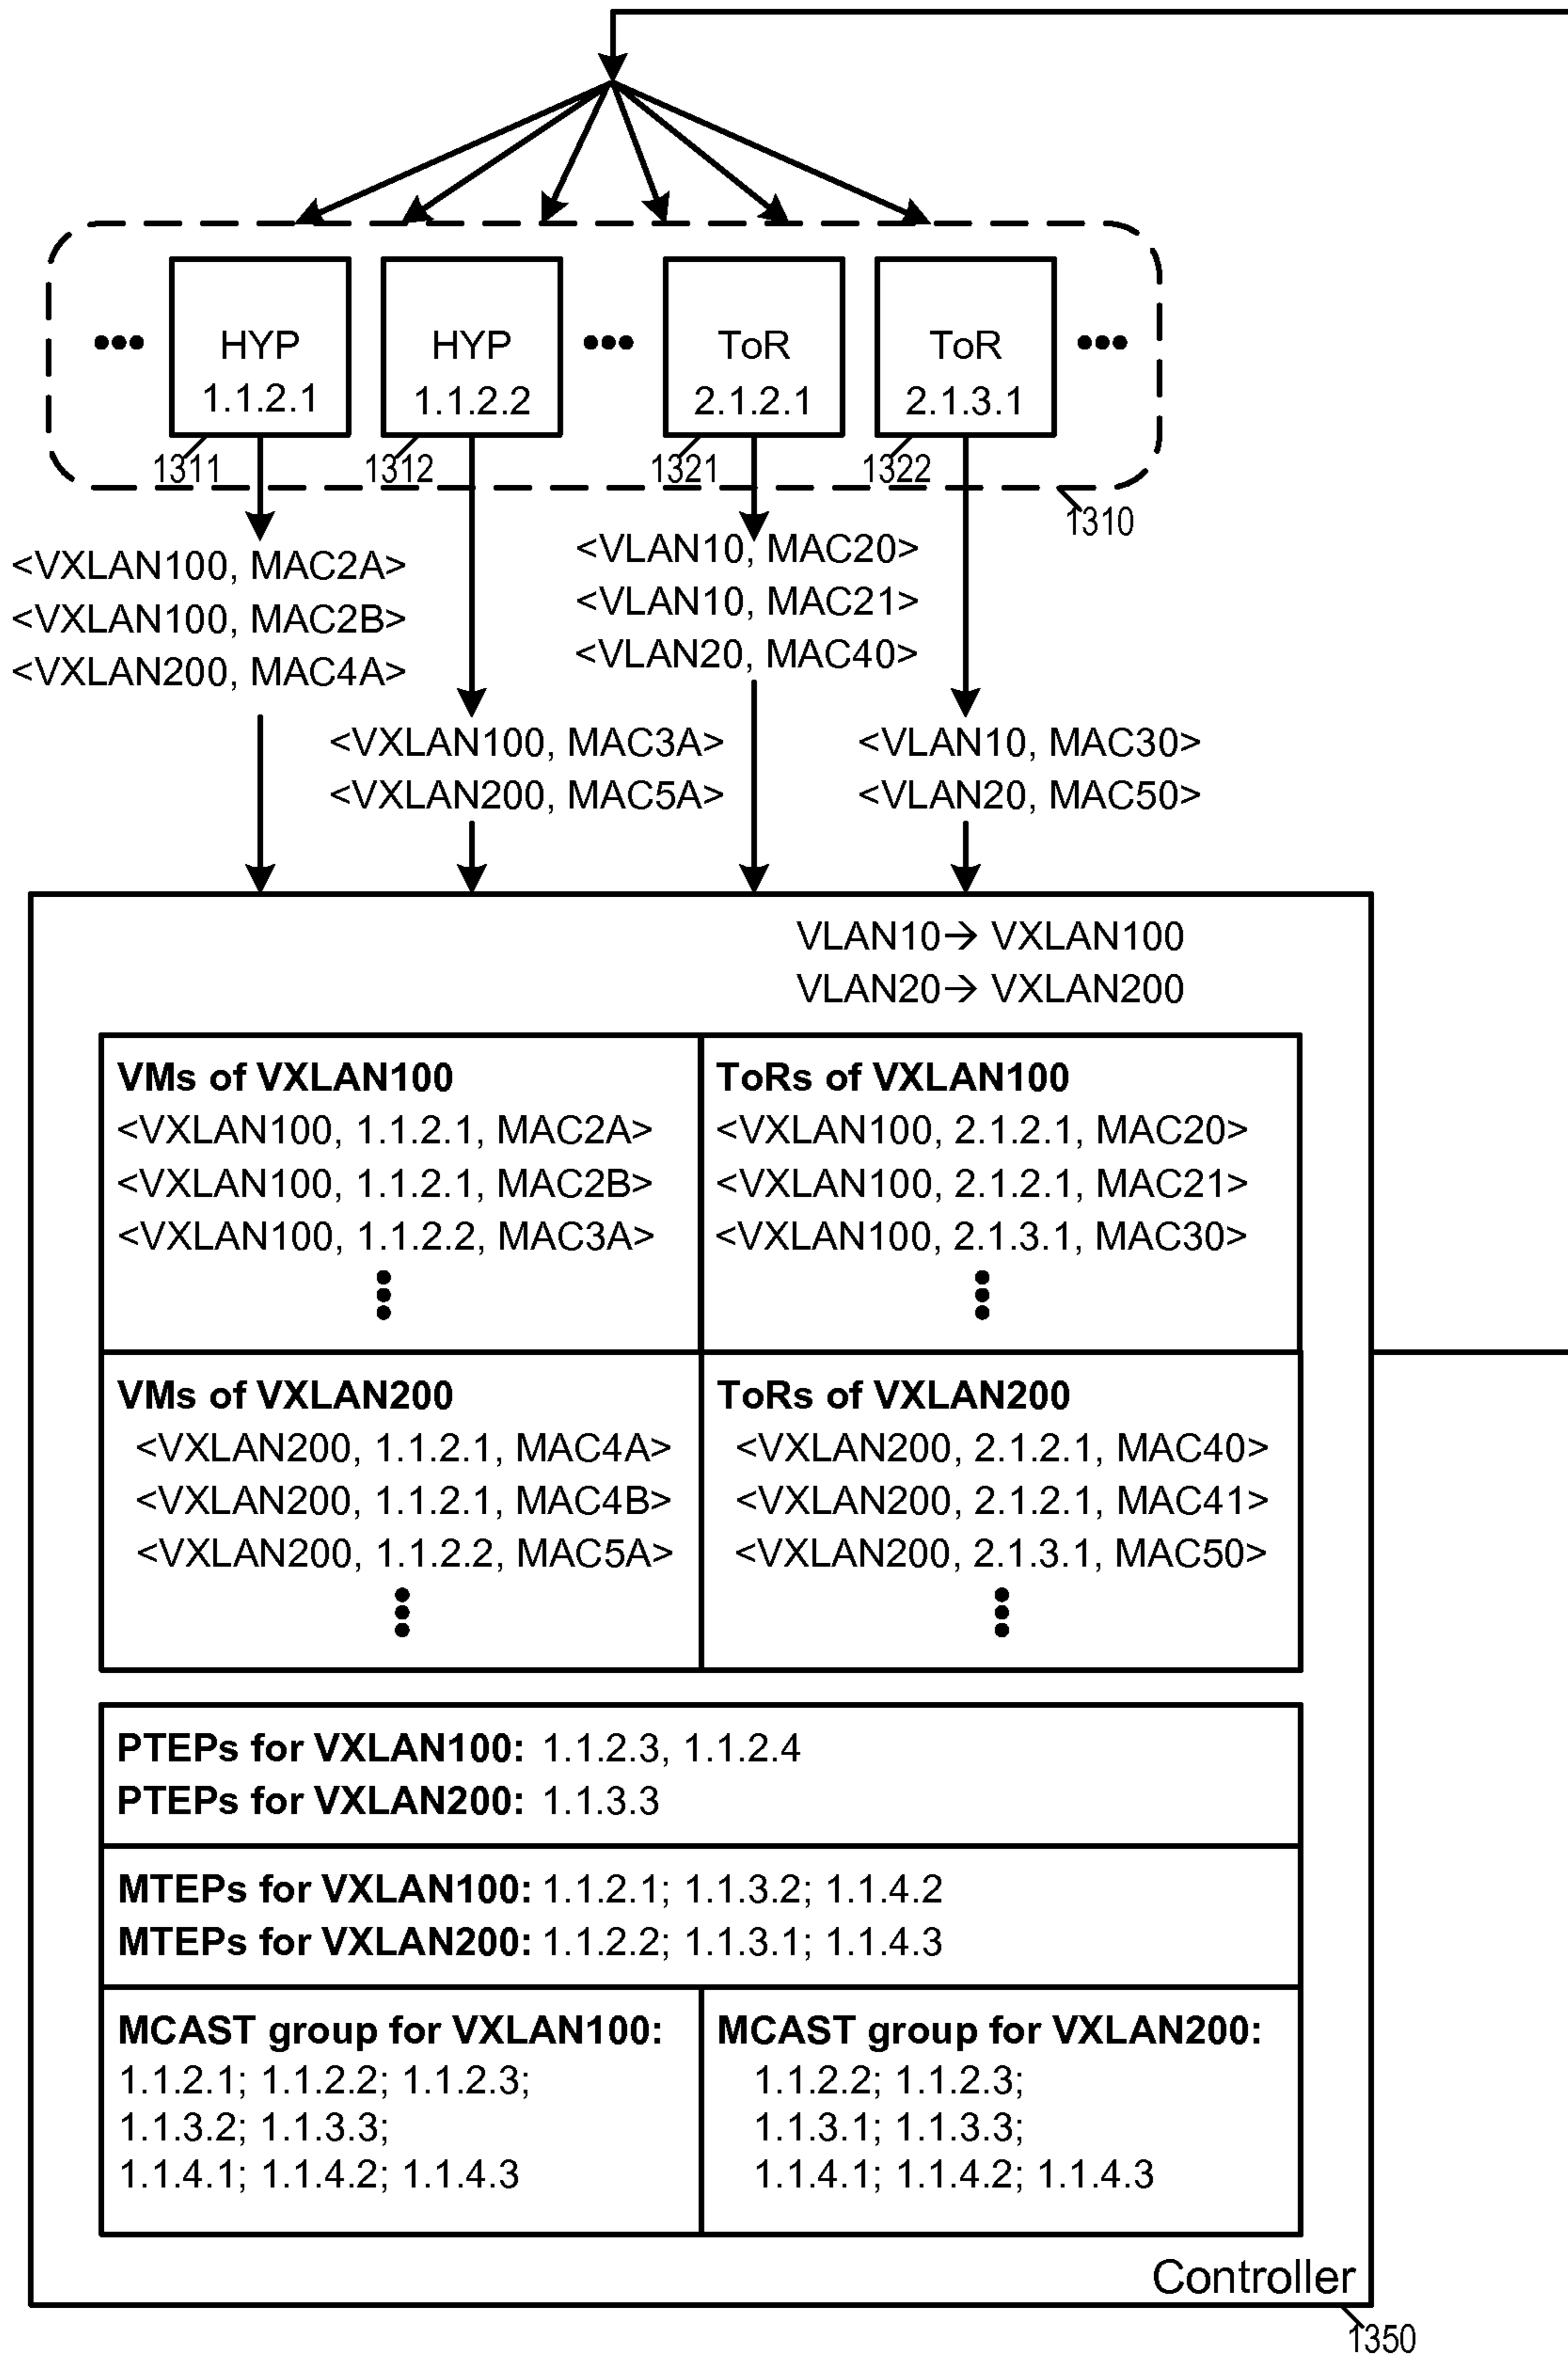 HYP
1.1.2.1
HYP
1.1.2.2
ToR
2.1.2.1
ToR
2.1.3.1
1311
1312
1321
1322
1310
<VXLAN100, MAC2A>
<VXLAN100, MAC2B>
<VXLAN200, MAC4A>
<VLAN10, MAC20>
<VLAN10, MAC21>
<VLAN20, MAC40>
<VXLAN100, MAC3A>
<VXLAN200, MAC5A>
<VLAN10, MAC30>
<VLAN20, MAC50>
VLAN10→ VXLAN100
VLAN20→ VXLAN200
VMs of VXLAN100
<VXLAN100, 1.1.2.1, MAC2A>
<VXLAN100, 1.1.2.1, MAC2B>
<VXLAN100, 1.1.2.2, MAC3A>
ToRs of VXLAN100
<VXLAN100, 2.1.2.1, MAC20>
<VXLAN100, 2.1.2.1, MAC21>
<VXLAN100, 2.1.3.1, MAC30>
VMs of VXLAN200
<VXLAN200, 1.1.2.1, MAC4A>
<VXLAN200, 1.1.2.1, MAC4B>
<VXLAN200, 1.1.2.2, MAC5A>
ToRs of VXLAN200
<VXLAN200, 2.1.2.1, MAC40>
<VXLAN200, 2.1.2.1, MAC41>
<VXLAN200, 2.1.3.1, MAC50>
PTEPs for VXLAN100: 1.1.2.3, 1.1.2.4
PTEPs for VXLAN200: 1.1.3.3
MTEPs for VXLAN100: 1.1.2.1; 1.1.3.2; 1.1.4.2
MTEPs for VXLAN200: 1.1.2.2; 1.1.3.1; 1.1.4.3
MCAST group for VXLAN100:
1.1.2.1; 1.1.2.2; 1.1.2.3;
1.1.3.2; 1.1.3.3;
1.1.4.1; 1.1.4.2; 1.1.4.3
MCAST group for VXLAN200:
1.1.2.2; 1.1.2.3;
1.1.3.1; 1.1.3.3;
1.1.4.1; 1.1.4.2; 1.1.4.3
Controller
1350